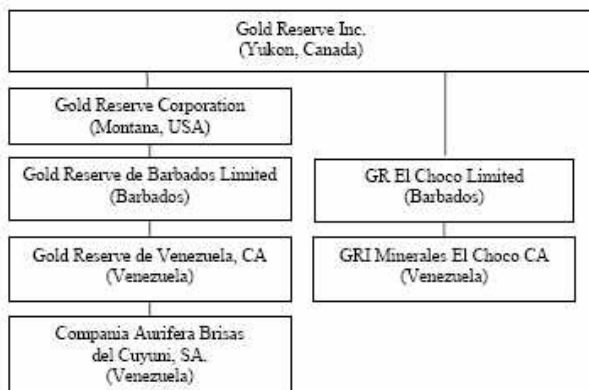 Gold Reserve Inc.
(Yukon, Canada)
Gold Reserve Corporation
(Montana, USA)
Gold Reserve de Barbados Limited
(Barbados)
GR El Choco Limited
(Barbados)
Gold Reserve de Venezuela, CA
(Venezuela)
GRI Minerales El Choco CA
(Venezuela)
Compania Aurifera Brisas
del Cuyuni, SA.
(Venezuela)